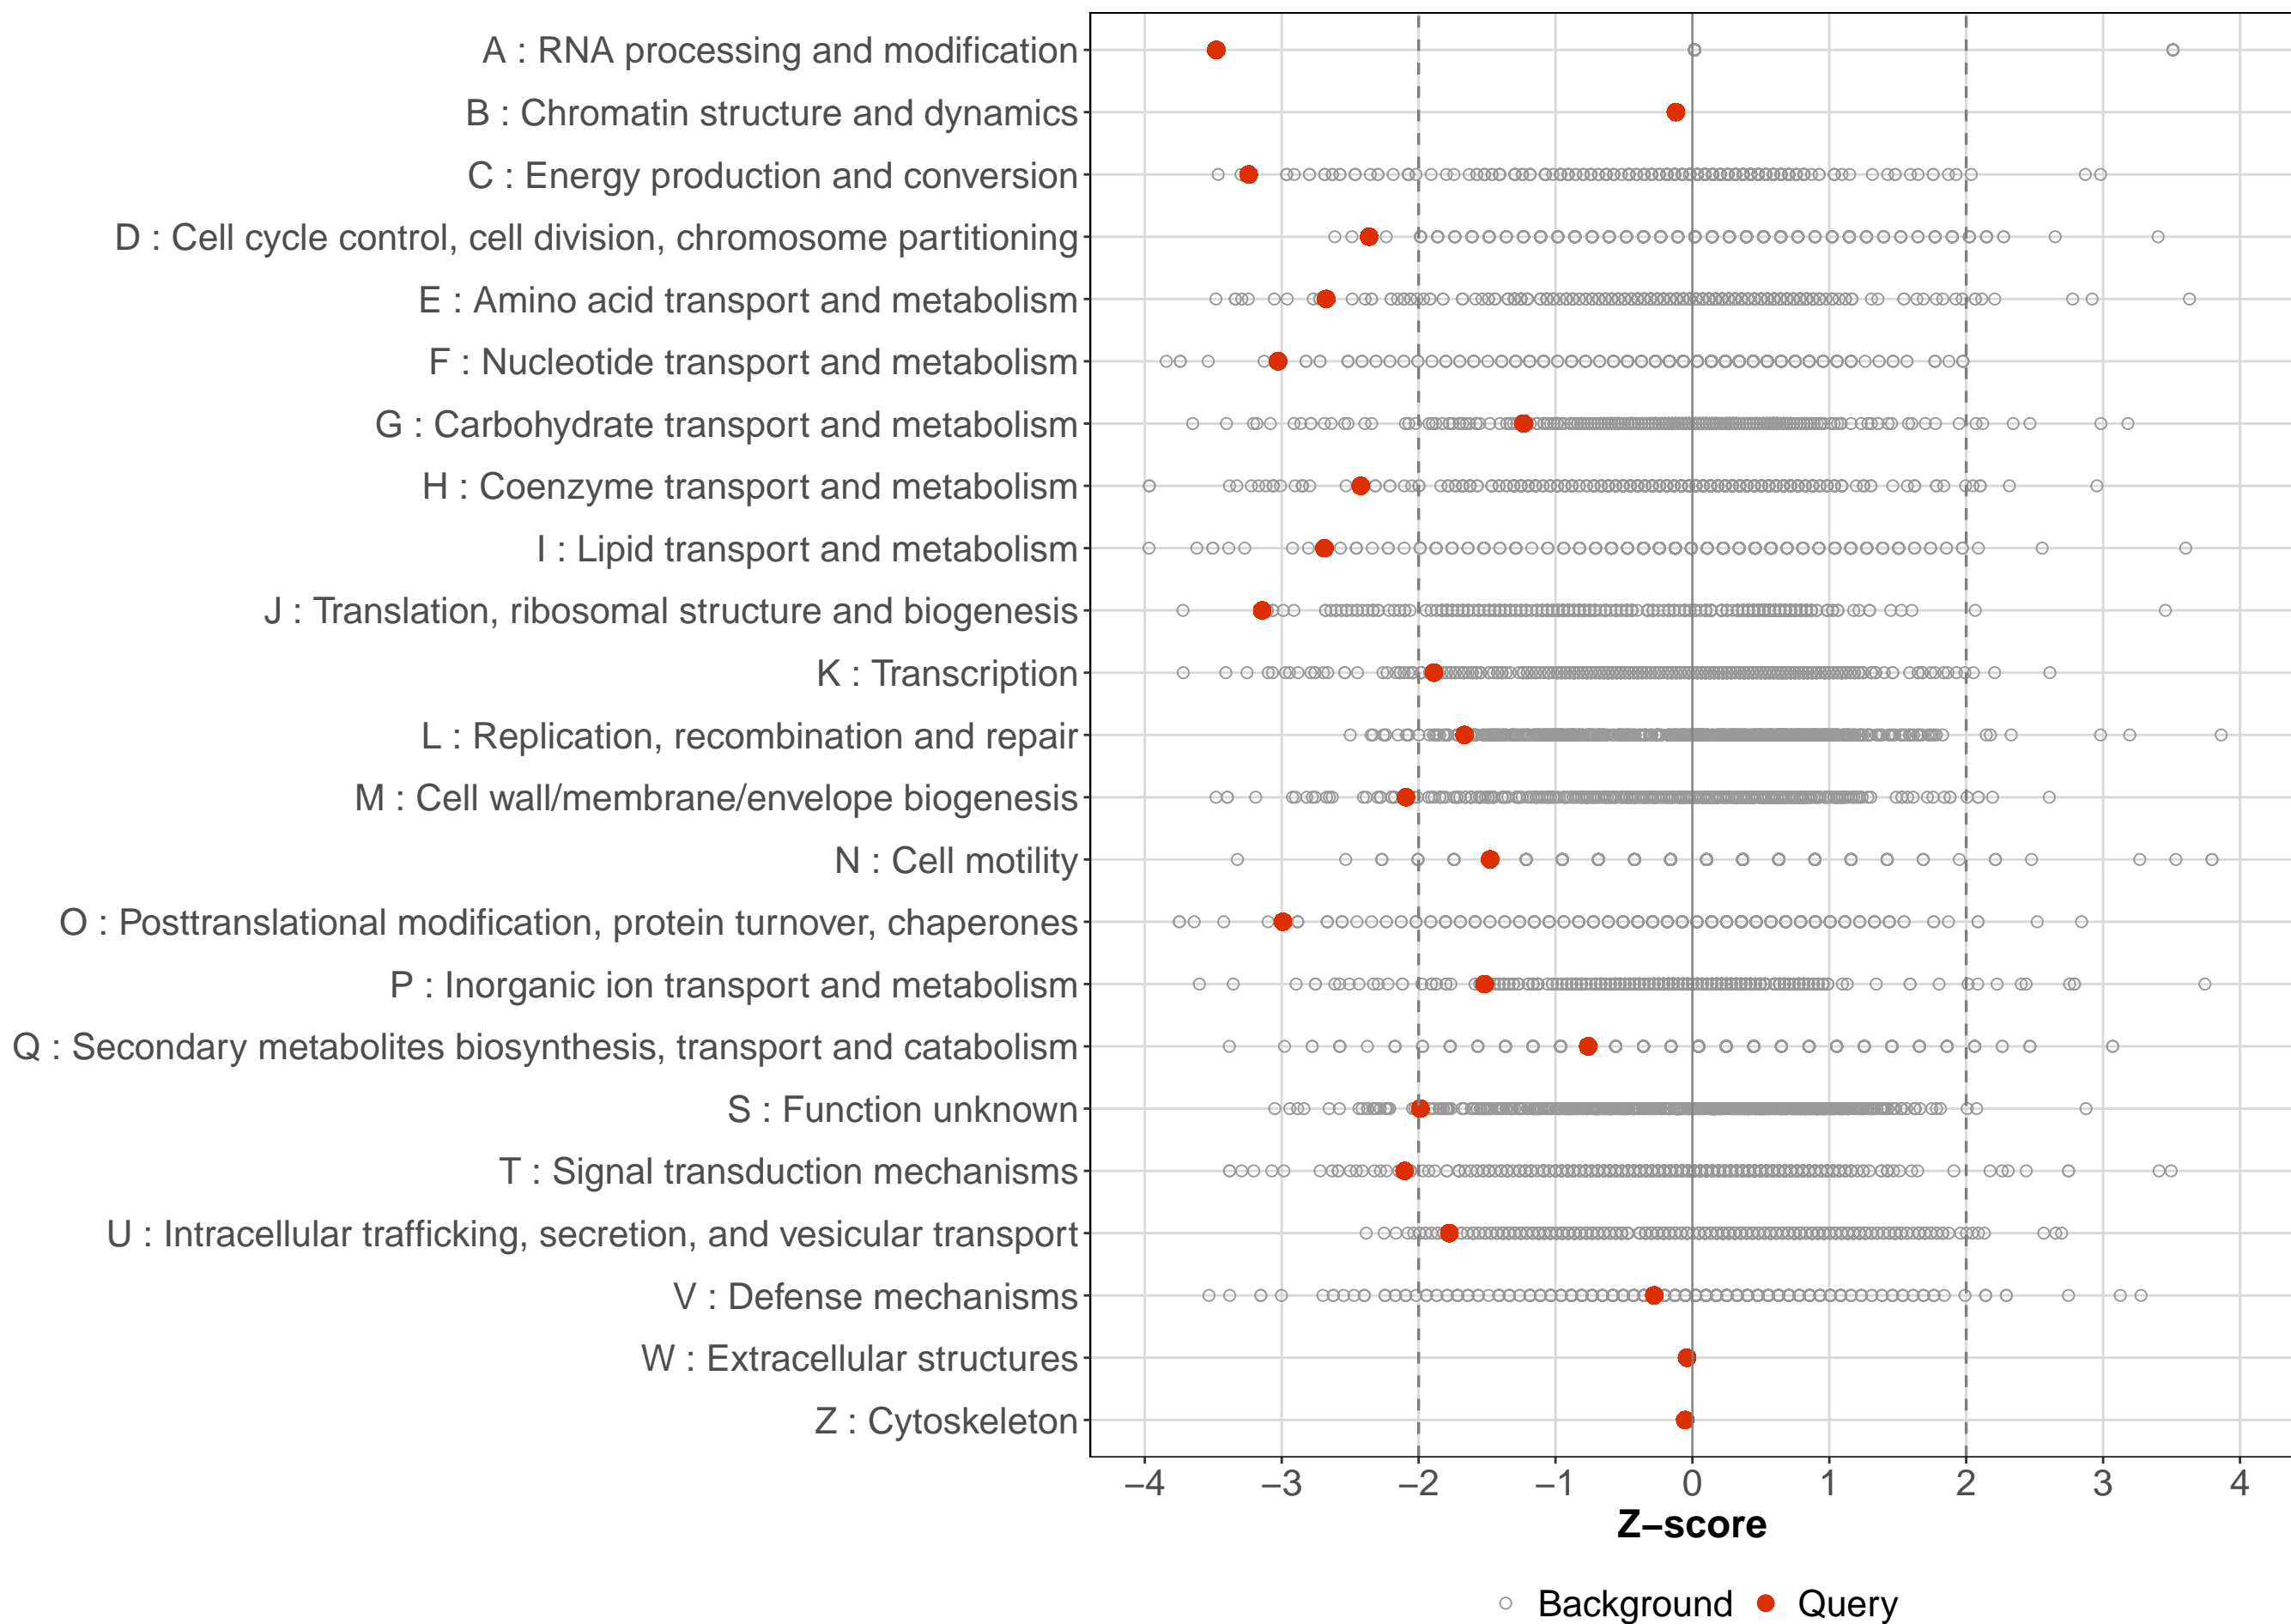 A : RNA processing and modification
B : Chromatin structure and dynamics
C : Energy production and conversion
D : Cell cycle control, cell division, chromosome partitioning
E : Amino acid transport and metabolism
F : Nucleotide transport and metabolism
G : Carbohydrate transport and metabolism
H : Coenzyme transport and metabolism
I : Lipid transport and metabolism
J : Translation, ribosomal structure and biogenesis
K : Transcription
L : Replication, recombination and repair
M : Cell wall/membrane/envelope biogenesis
N : Cell motility
O : Posttranslational modification, protein turnover, chaperones
P : Inorganic ion transport and metabolism
Q : Secondary metabolites biosynthesis, transport and catabolism
S : Function unknown
T : Signal transduction mechanisms
U : Intracellular trafficking, secretion, and vesicular transport
V : Defense mechanisms
W : Extracellular structures
Z : Cytoskeleton
−4 −3 −2 −1 0 1 2 3 4
Z−score
Background Query